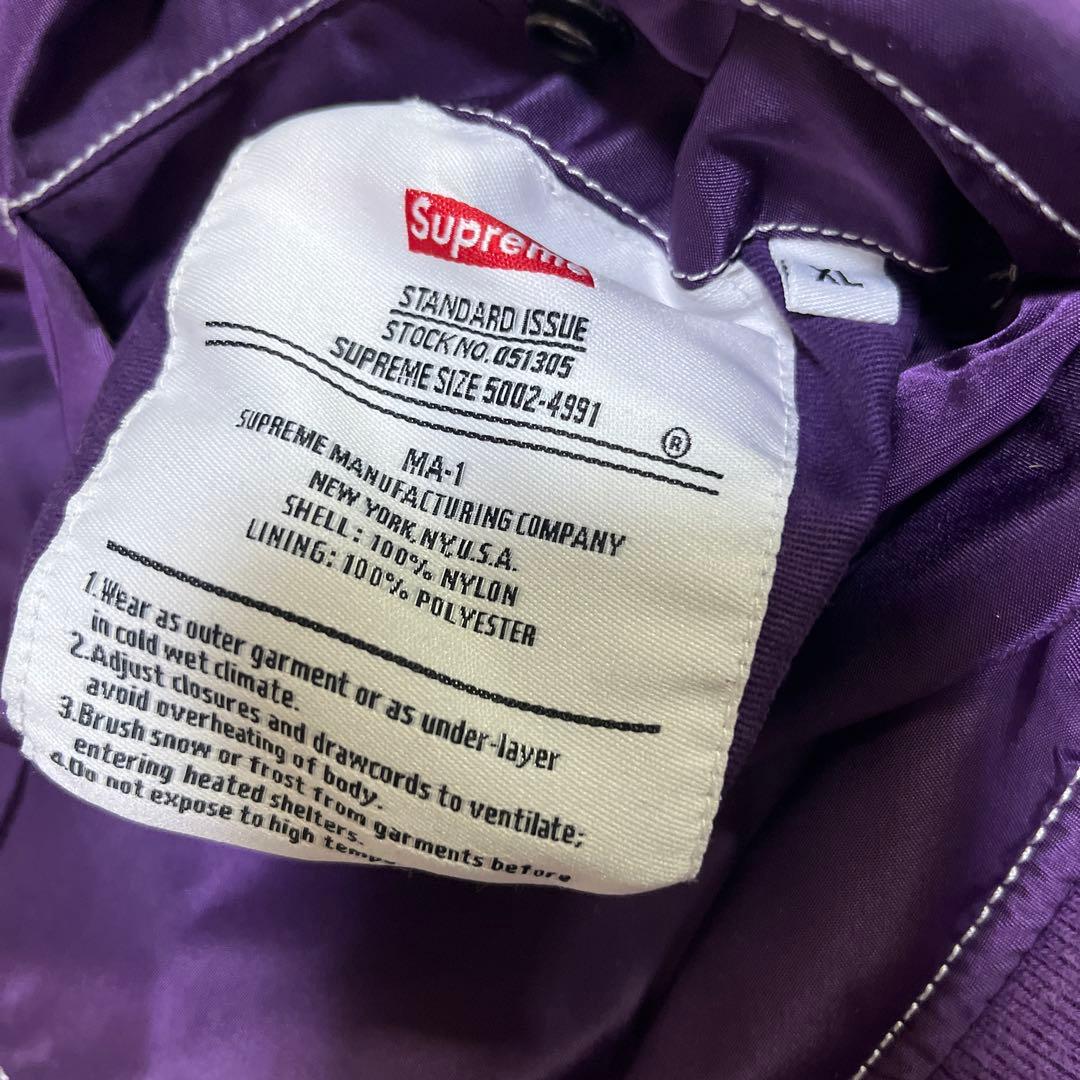 Supreme
XL
STANDARD ISSUE
STOCK NO. 051305
SUPREME SIZE 5002-4991
®
MA-1
SUPREME MANUFACTURING COMPANY
NEW YORK, NY, U.S.A.
SHELL: 100% NYLON
LINING: 100% POLYESTER
1.Wear as outer garment or as under-layer
in cold wet climate.
2.Adjust closures and drawcords to ventilate;
avoid overheating of body.
3.Brush snow or frost from garments before
entering heated shelters.
Do not expose to high